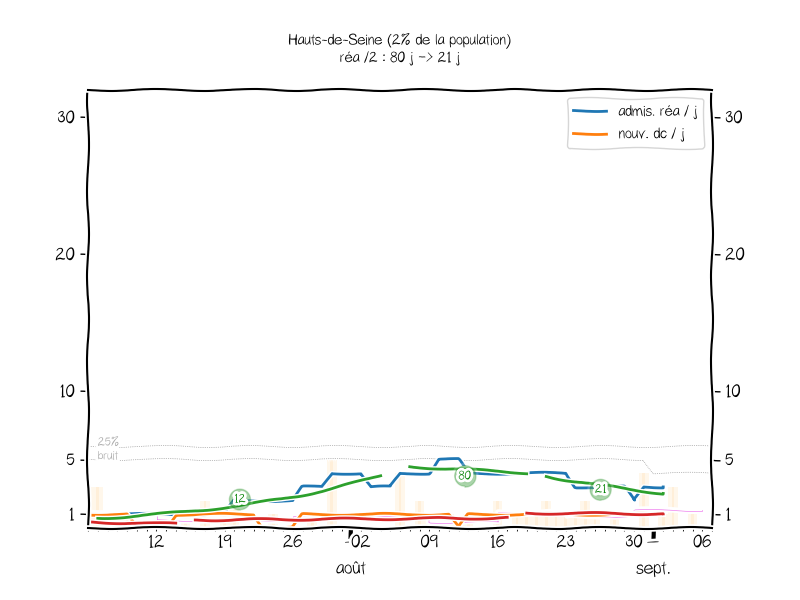 Hauts-de-Seine (2% de la population)
réa /2 : 80 j -> 21 j
admis. réa / j
nouv. dc / j
30
30
20
20
10
10
25%
bruit
5
5
12
80
21
1
1
12 19 26 02 09 16 23 30 06
août sept.